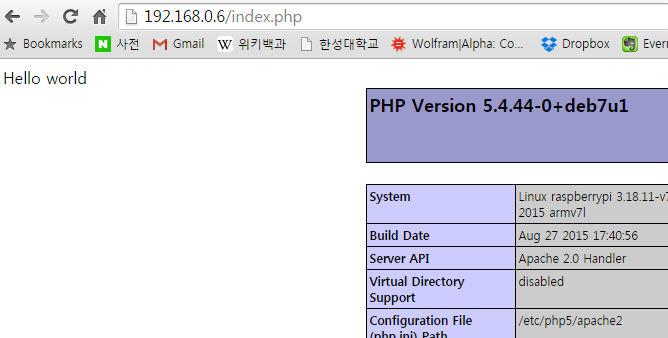 192.168.0.6/index.php
Bookmarks 사전 Gmail 위키백과 한성대학교 Wolfram|Alpha: Co... Dropbox Evern
Hello world
PHP Version 5.4.44-0+deb7u1
System Linux raspberrypi 3.18.11-v7
2015 armv7l
Build Date Aug 27 2015 17:40:56
Server API Apache 2.0 Handler
Virtual Directory disabled
Support
Configuration File /etc/php5/apache2
(php.ini) Path